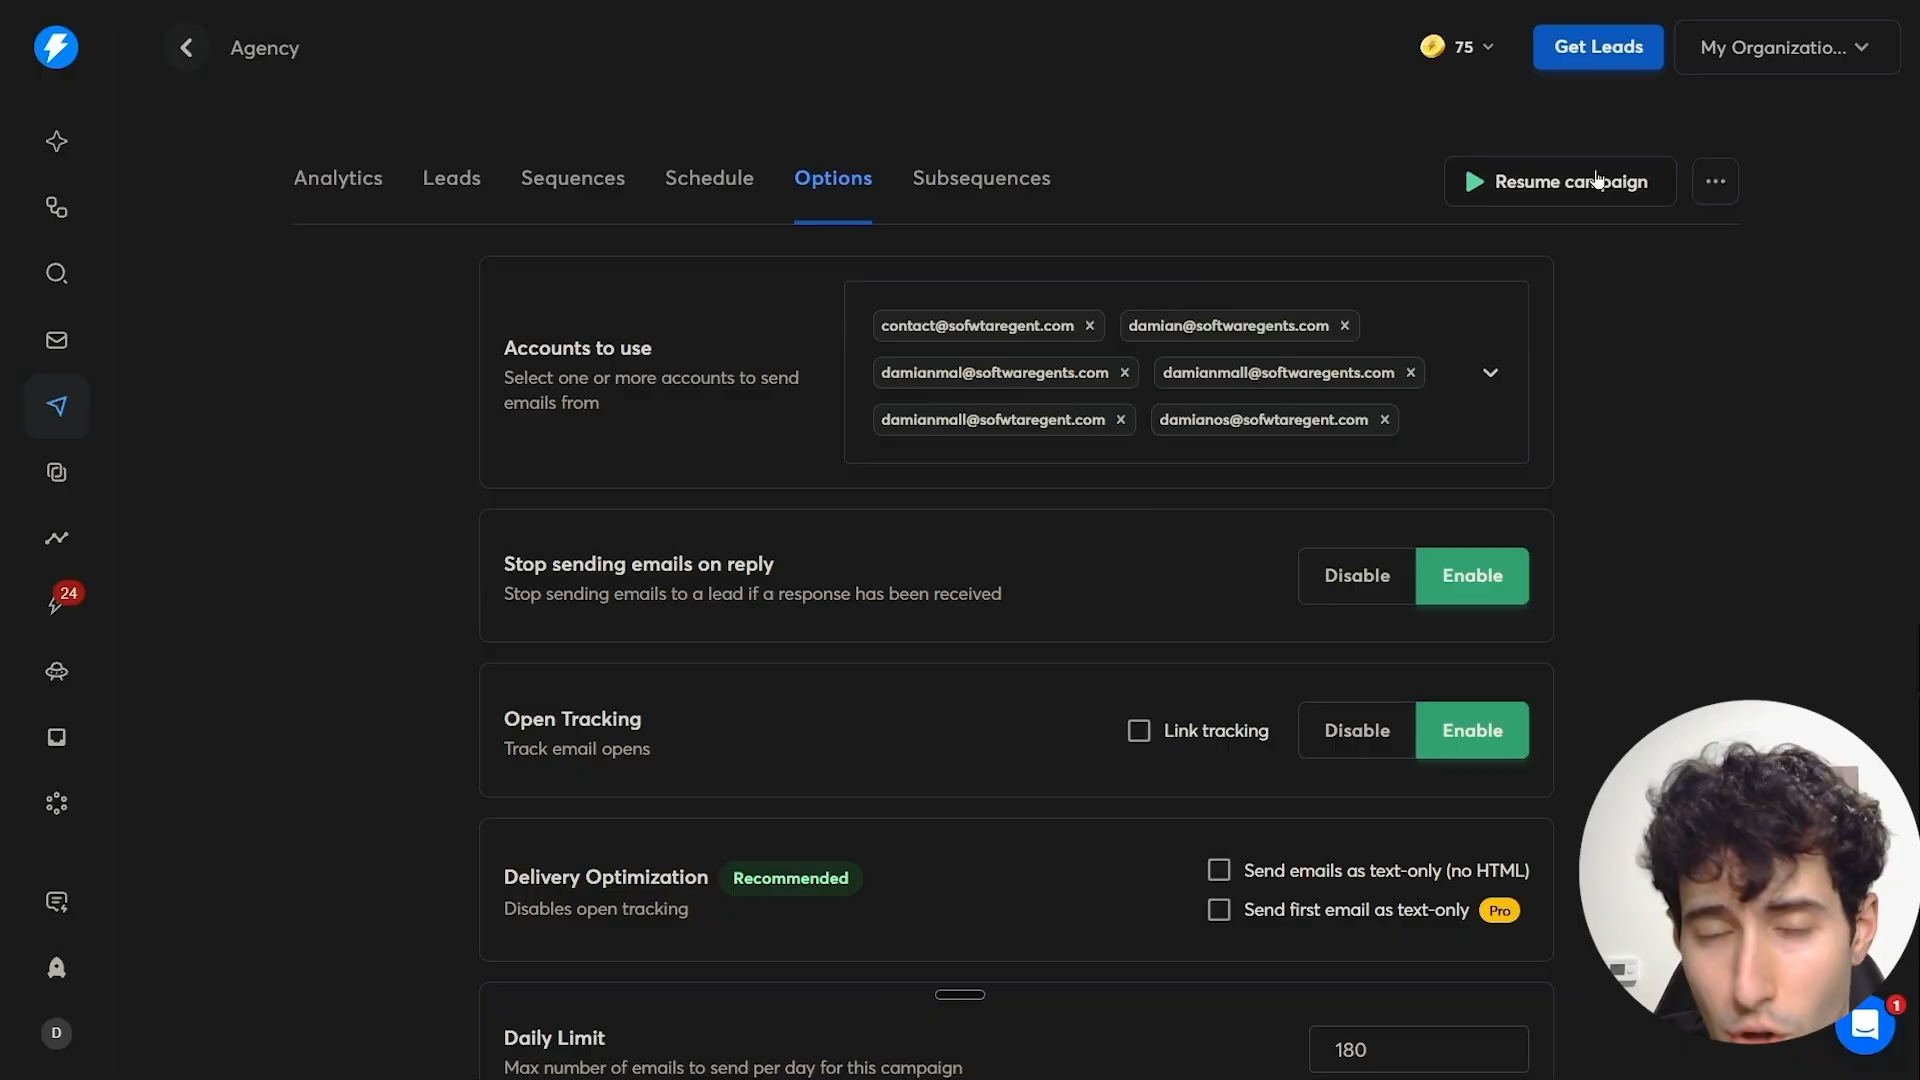 Agency
75
Get Leads
My Organizatio...
Analytics
Leads
Sequences
Schedule
Options
Subsequences
Resume campaign
Accounts to use
Select one or more accounts to send
emails from
contact@sofwtaregent.com
damian@softwaregents.com
damianmal@softwaregents.com
damianmall@softwaregents.com
damianmall@sofwtaregent.com
damianos@sofwtaregent.com
Stop sending emails on reply
Stop sending emails to a lead if a response has been received
Disable
Enable
Open Tracking
Track email opens
Link tracking
Disable
Enable
Delivery Optimization
Recommended
Disables open tracking
Send emails as text-only (no HTML)
Send first email as text-only
Pro
Daily Limit
Max number of emails to send per day for this campaign
180
24
D
1